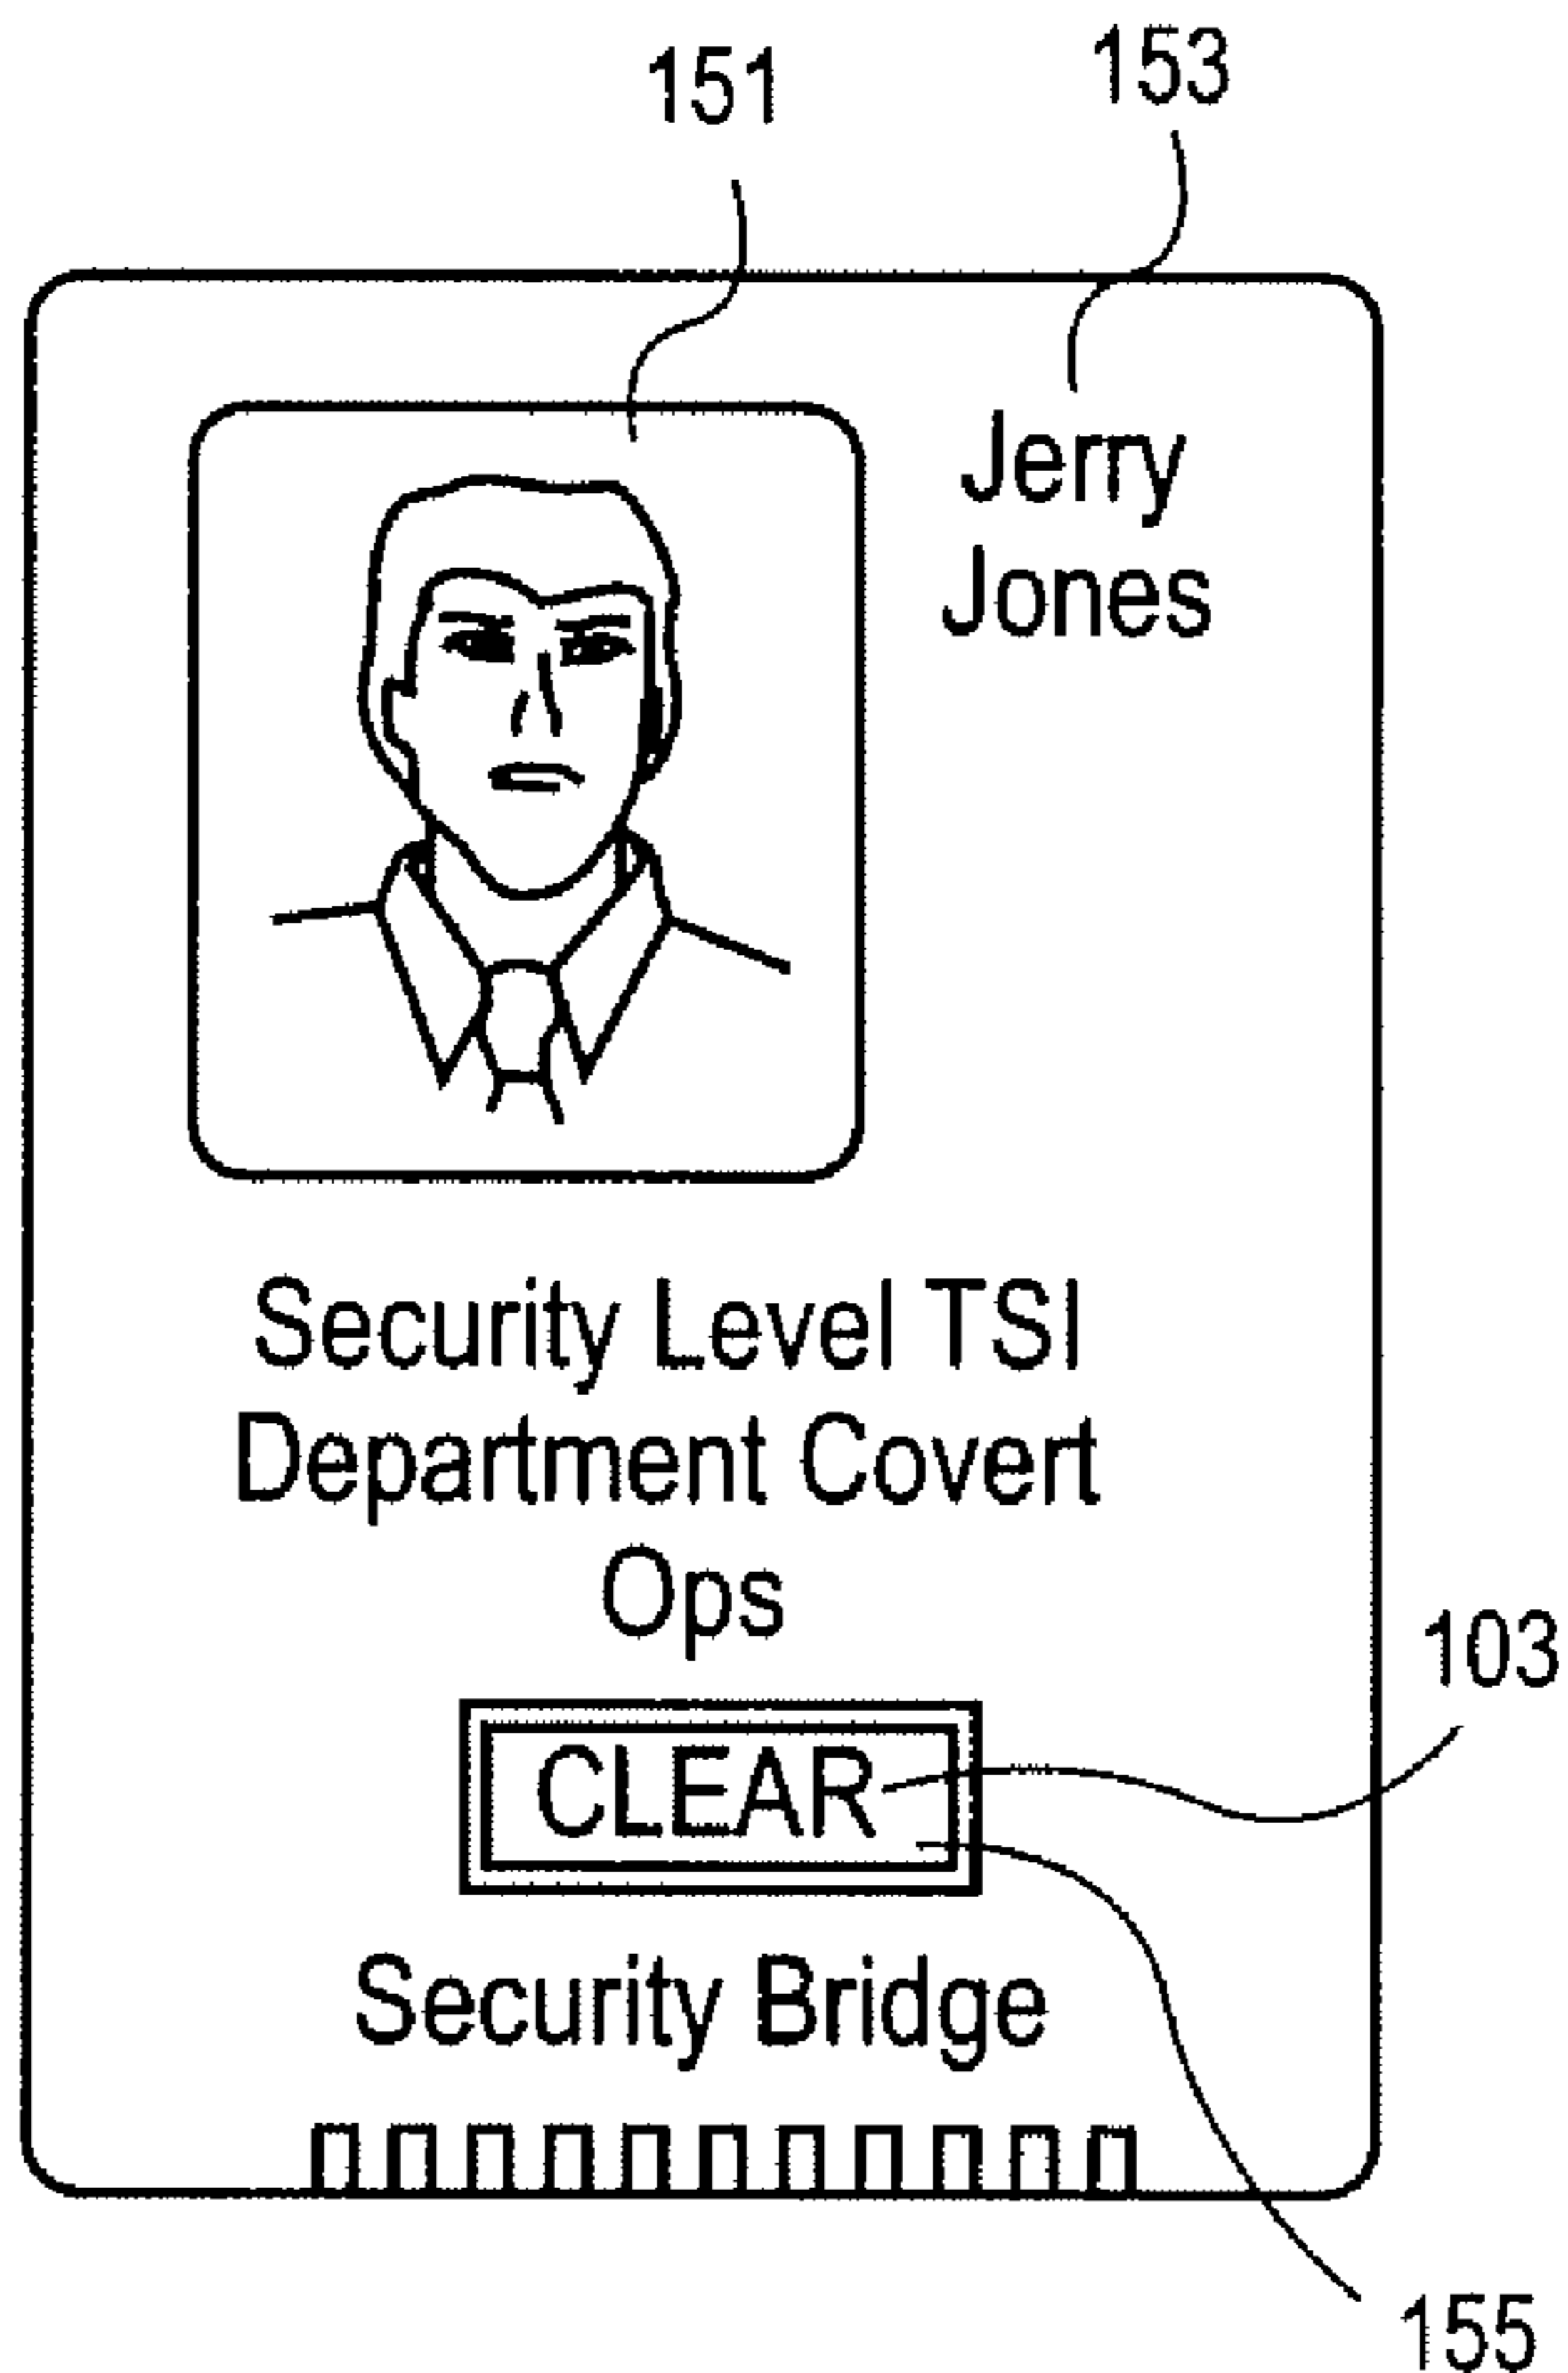 151
153
Jerry
Jones
Security Level TSI
Department Covert
Ops
103
CLEAR
Security Bridge
155